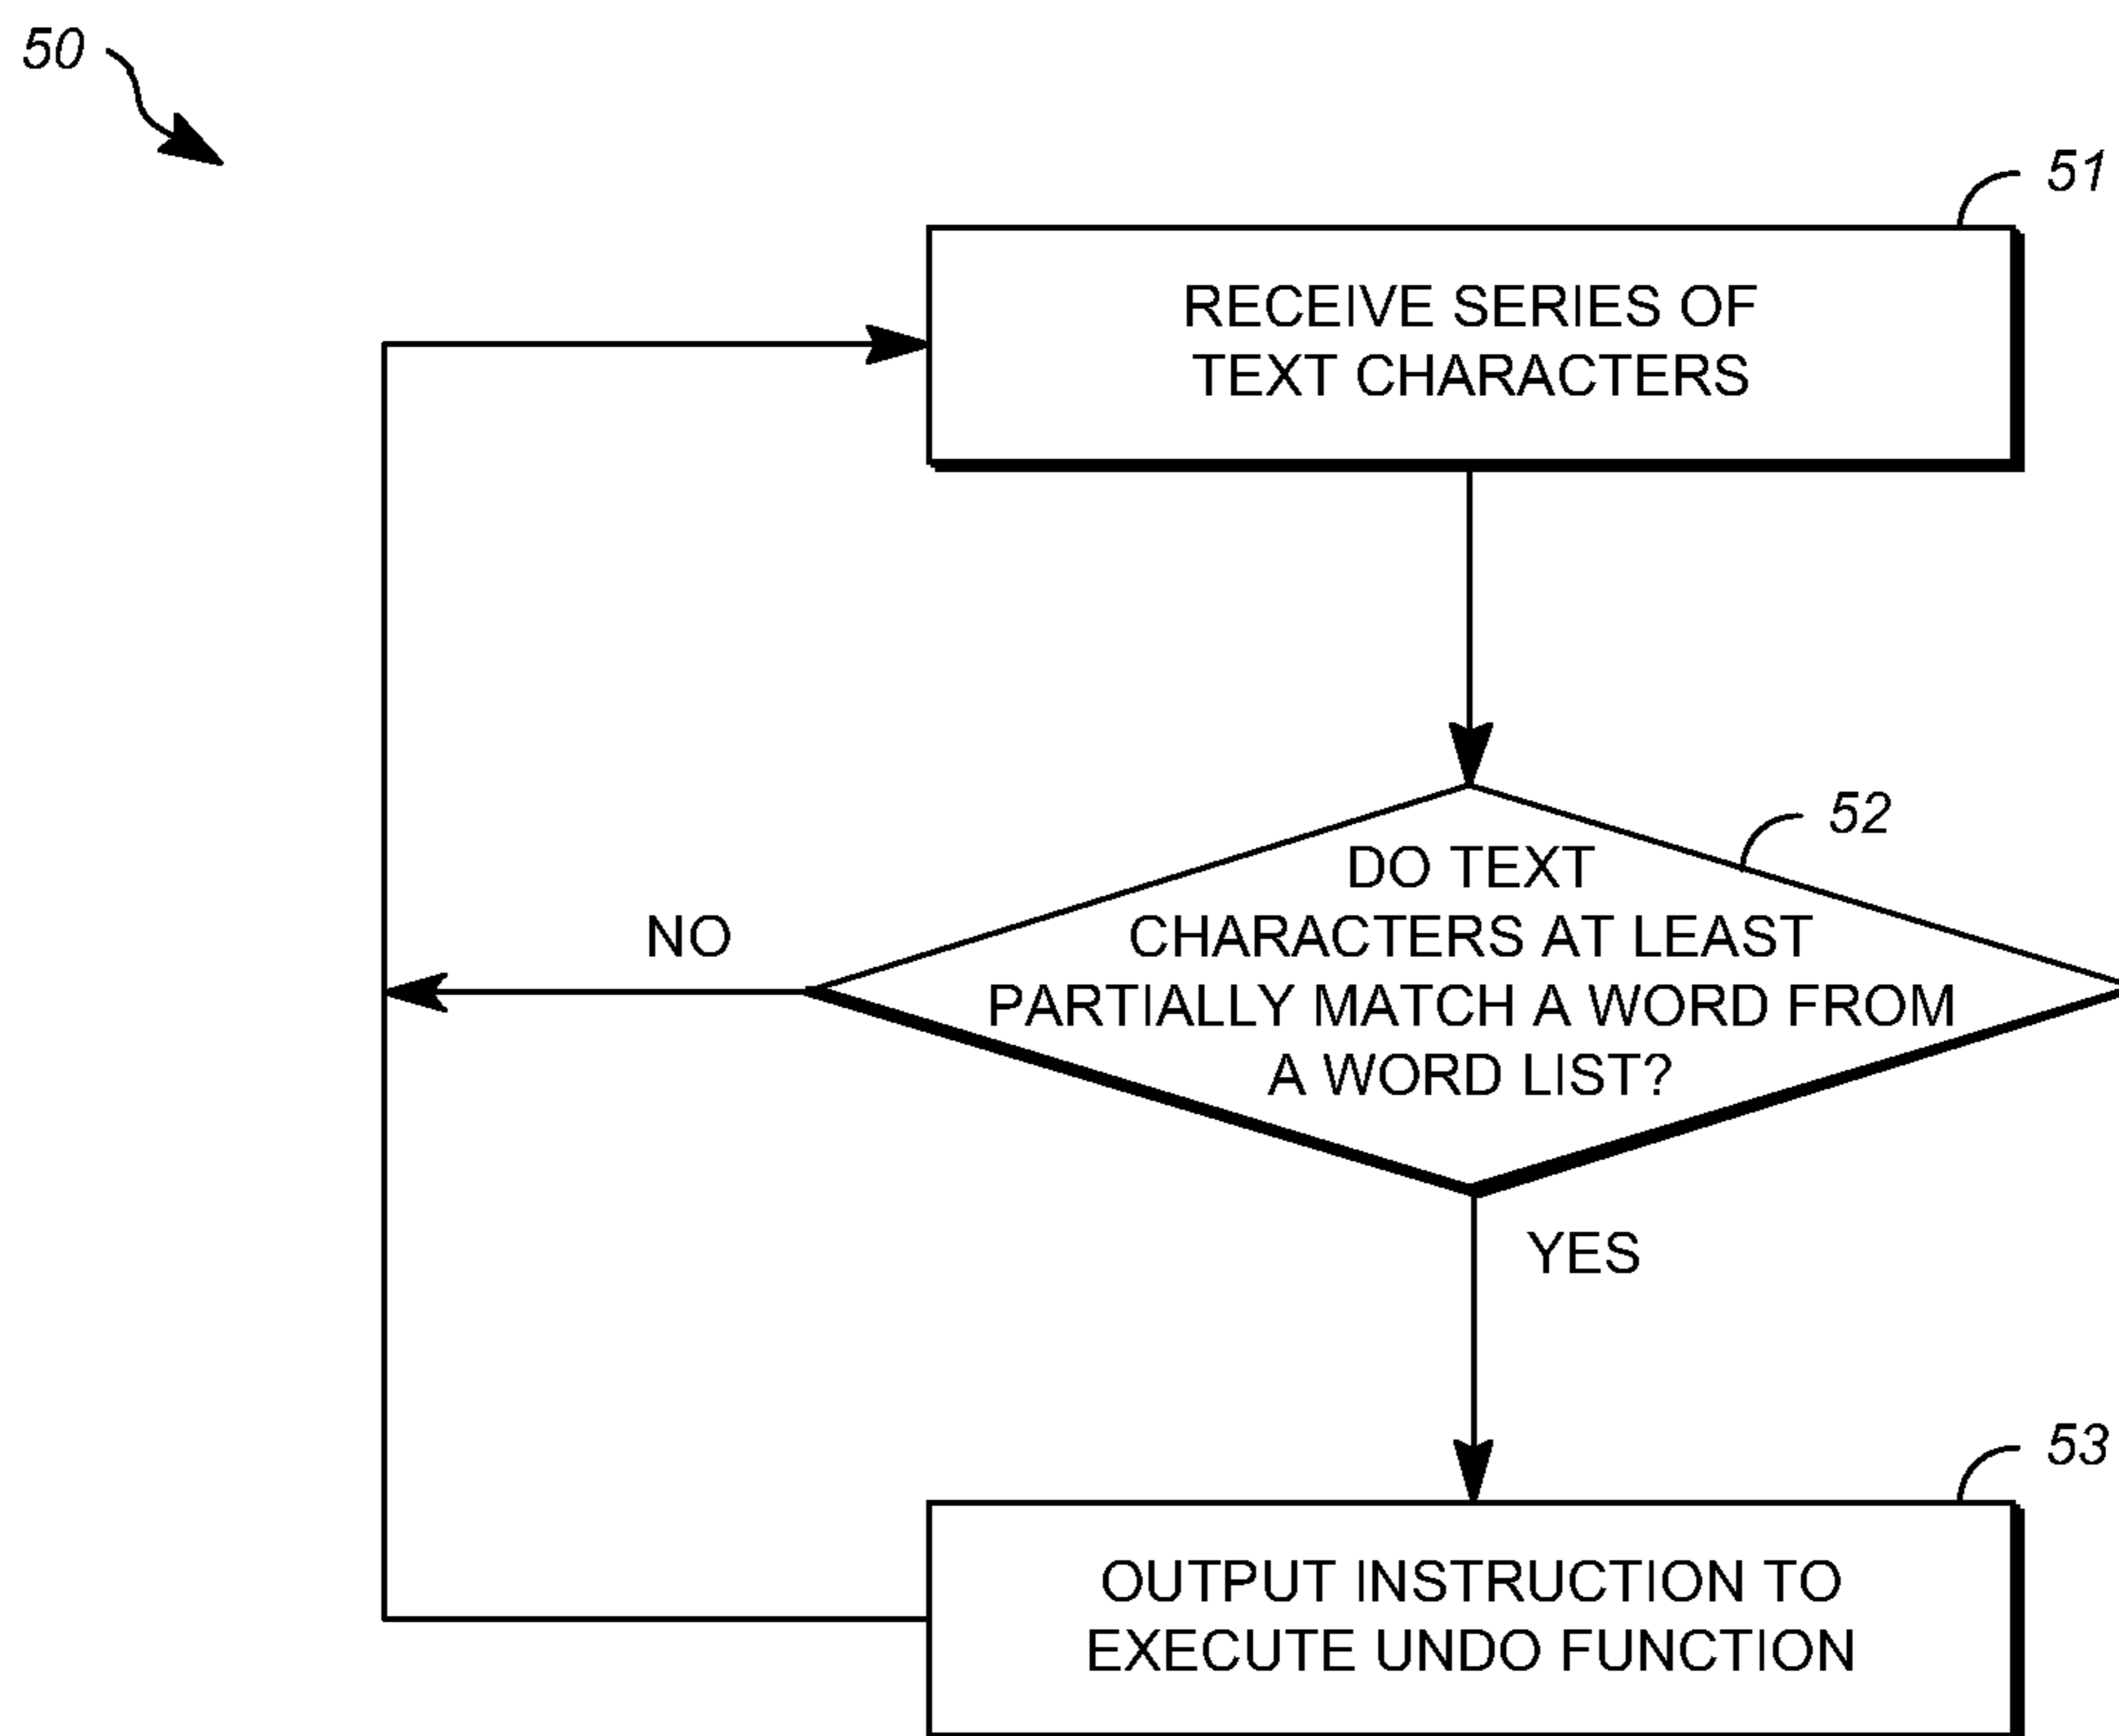 50
51
RECEIVE SERIES OF
TEXT CHARACTERS
52
DO TEXT
CHARACTERS AT LEAST
PARTIALLY MATCH A WORD FROM
A WORD LIST?
NO
YES
53
OUTPUT INSTRUCTION TO
EXECUTE UNDO FUNCTION